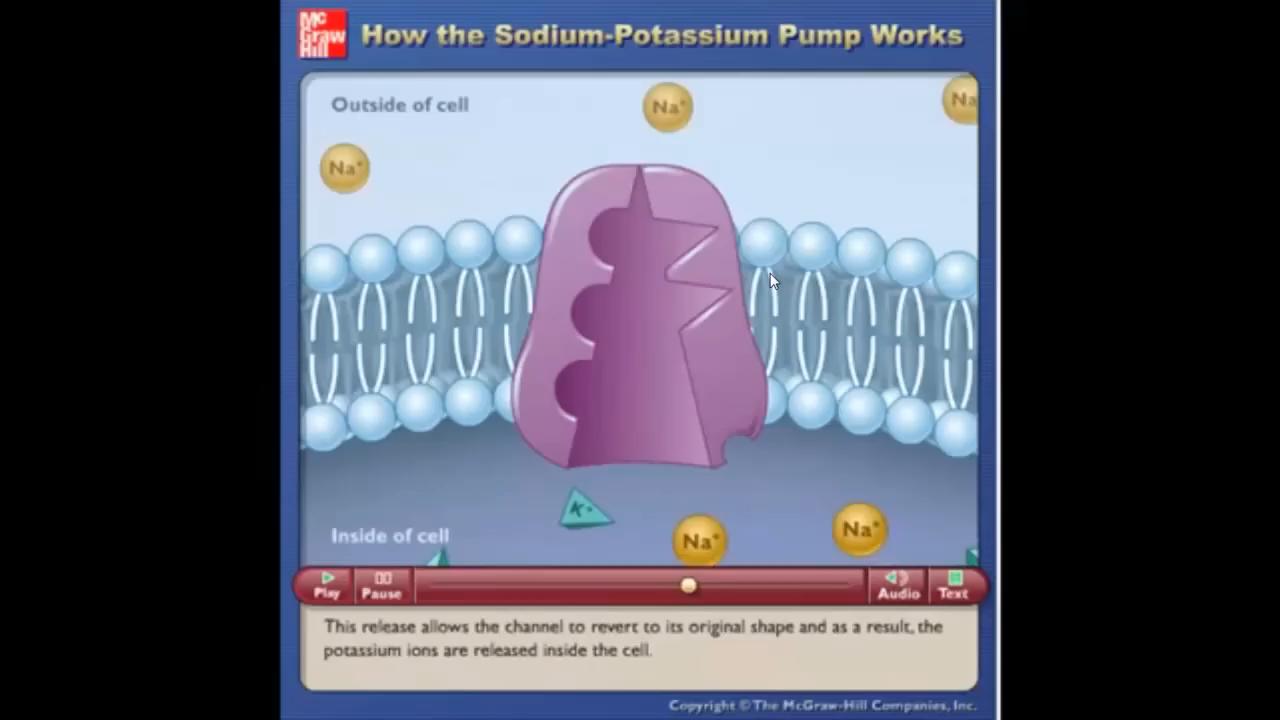 Mc
Graw
Hill
How the Sodium-Potassium Pump Works
Outside of cell
Na⁺
Na
Na⁺
K⁺
Na⁺
Na⁺
Inside of cell
Play
Pause
Audio
Text
This release allows the channel to revert to its original shape and as a result, the
potassium ions are released inside the cell.
Copyright © The McGraw-Hill Companies, Inc.